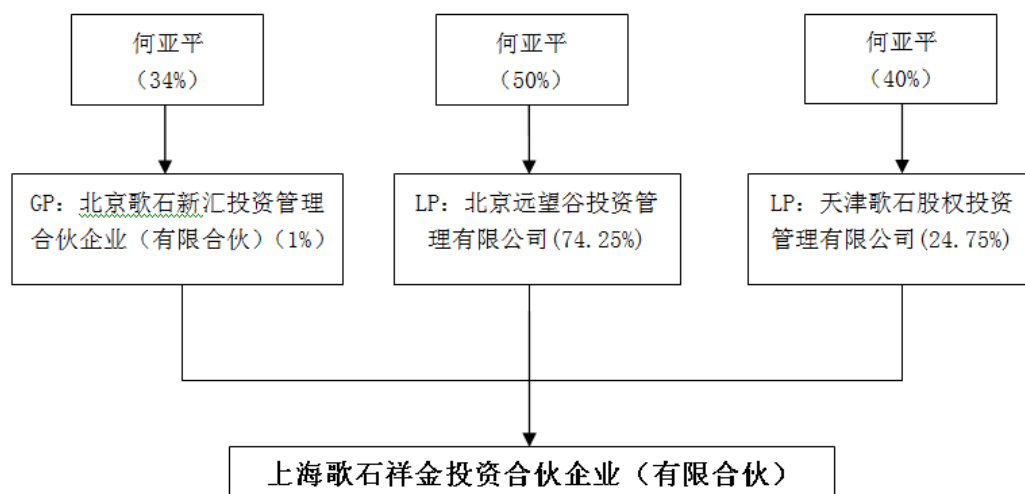 何亚平
（34%）
何亚平
（50%）
何亚平
（40%）
GP：北京歌石新汇投资管理
合伙企业（有限合伙）（1%）
LP：北京远望谷投资管
理有限公司(74.25%)
LP：天津歌石股权投资
管理有限公司(24.75%)
上海歌石祥金投资合伙企业（有限合伙）